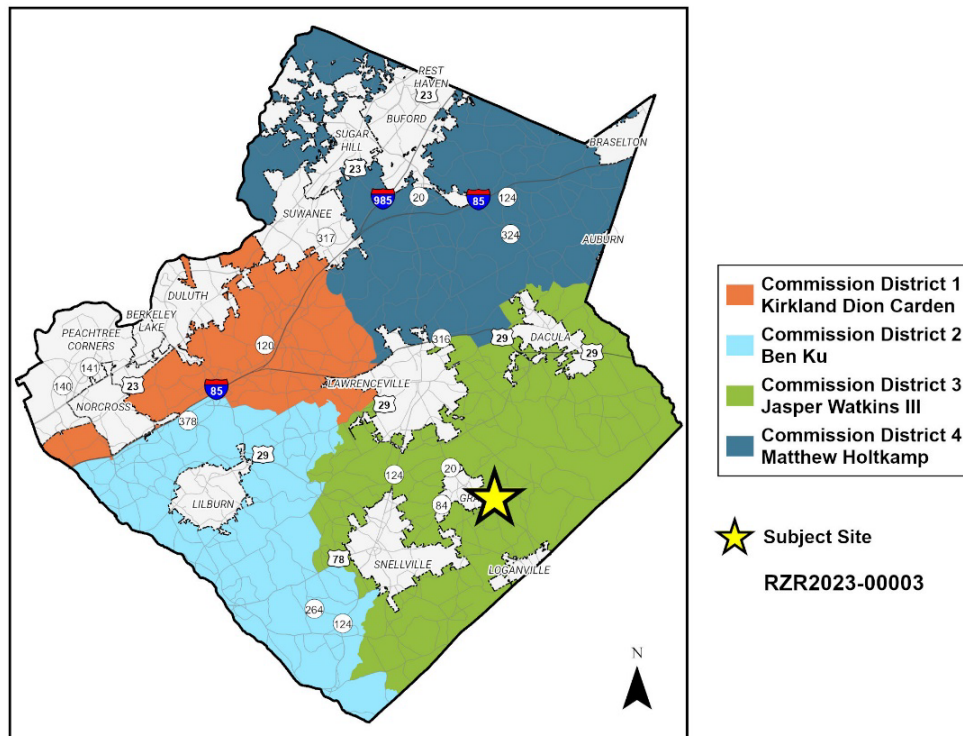 REST
HAVEN
23
BUFORD
SUGAR
HILL
23
BRASELTON
985
20
85
124
SUWANEE
317
324
AUBURN
DULUTH
BERKELEY
LAKE
PEACHTREE
CORNERS
141
140
23
NORCROSS
120
85
316
29
DACULA
29
LAWRENCEVILLE
29
378
29
LILBURN
124
20
84
GRA
78
SNELLVILLE
LOGANVILLE
264
124
N
Commission District 1
Kirkland Dion Carden
Commission District 2
Ben Ku
Commission District 3
Jasper Watkins III
Commission District 4
Matthew Holtkamp
Subject Site
RZR2023-00003